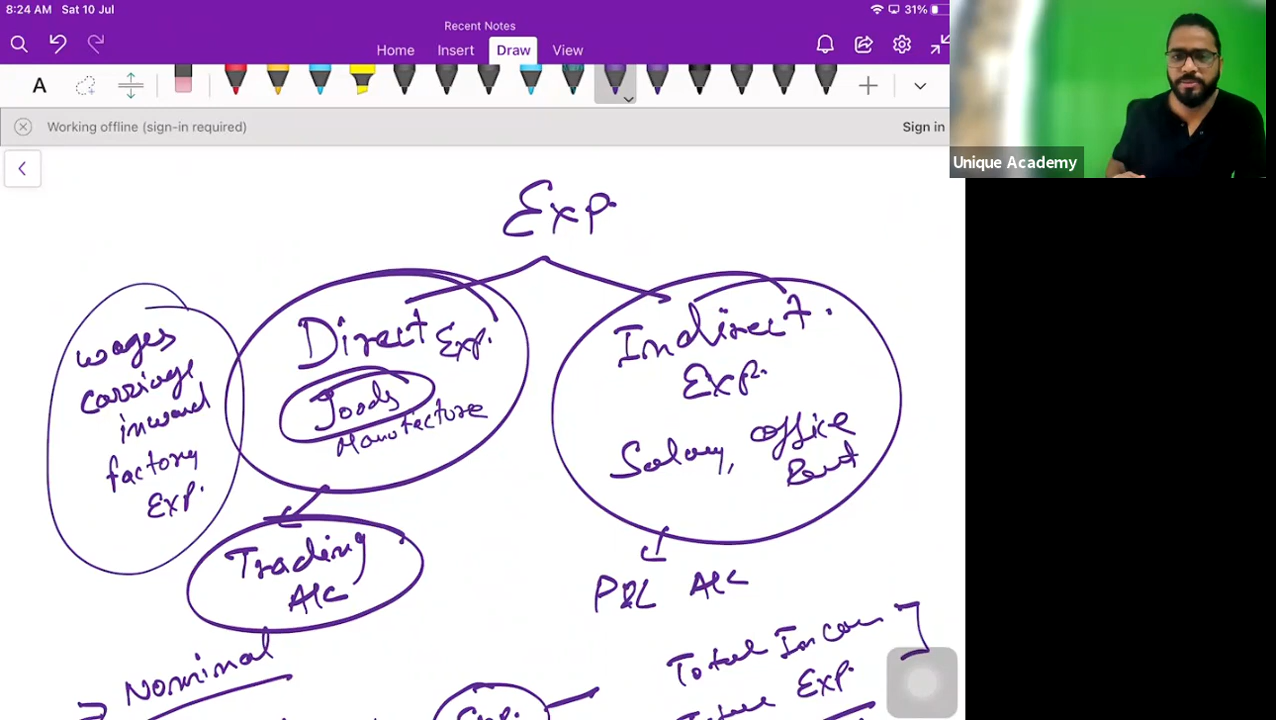 8:24 AM Sat 10 Jul
31%
Recent Notes
Home Insert Draw View
A
Working offline (sign-in required)
Sign in
Unique Academy
Exp.
Direct Exp.
Goods
Manufacture
Indirect
Exp.
Salary, office
Rent
wages
carriage
inward
factory
Exp.
Trading
A/C
P&L A/C
Nominal
Total Incom
Exp.
Exp.